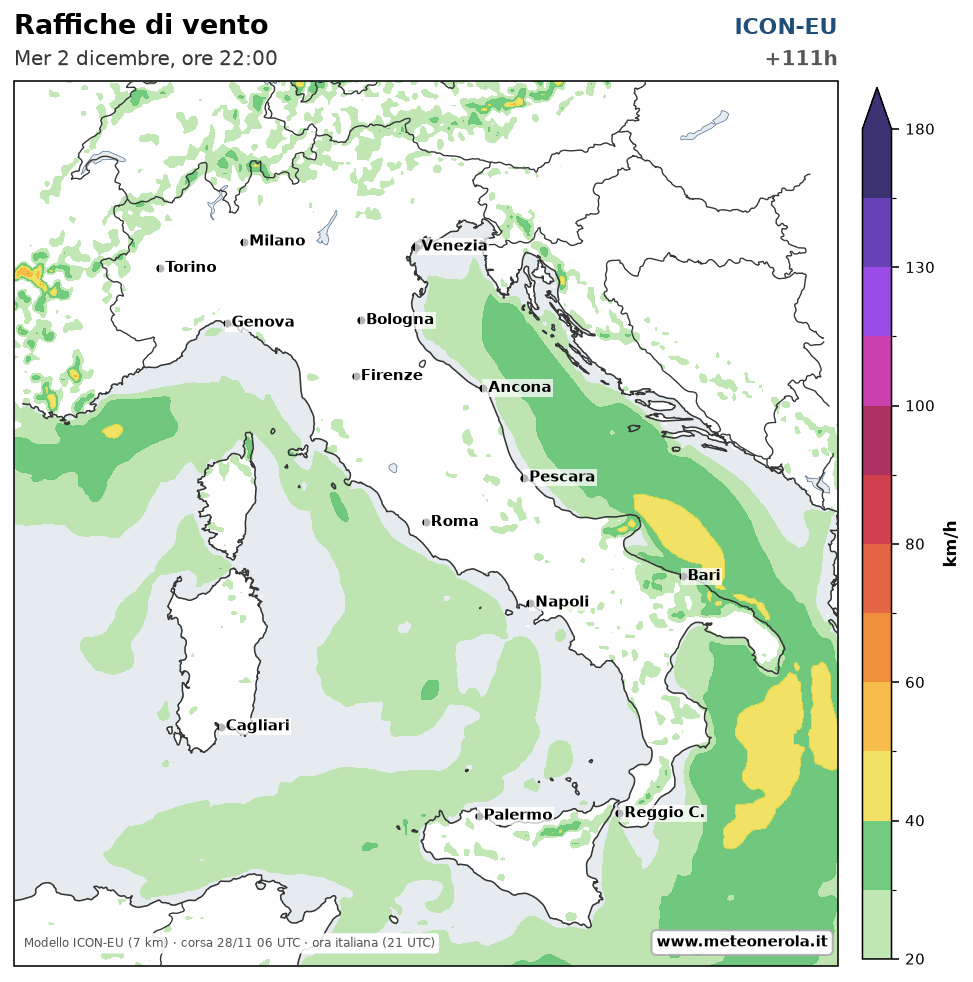 Raffiche di vento
ICON-EU
Mer 2 dicembre, ore 22:00
+111h
180
130
100
80
60
40
20
km/h
Milano
Venezia
Torino
Genova
Bologna
Firenze
Ancona
Pescara
Roma
Bari
Napoli
Cagliari
Palermo
Reggio C.
Modello ICON-EU (7 km) · corsa 28/11 06 UTC · ora italiana (21 UTC)
www.meteonerola.it